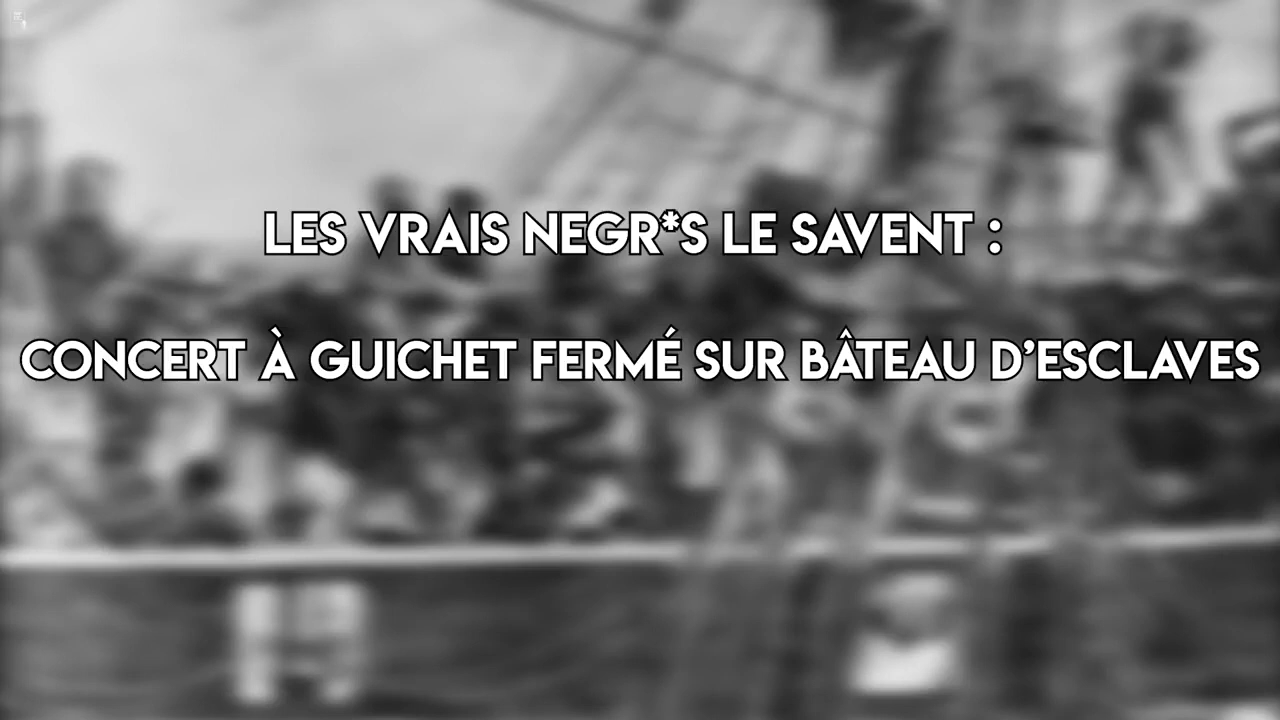 LES VRAIS NEGR*S LE SAVENT :
CONCERT À GUICHET FERMÉ SUR BÂTEAU D'ESCLAVES